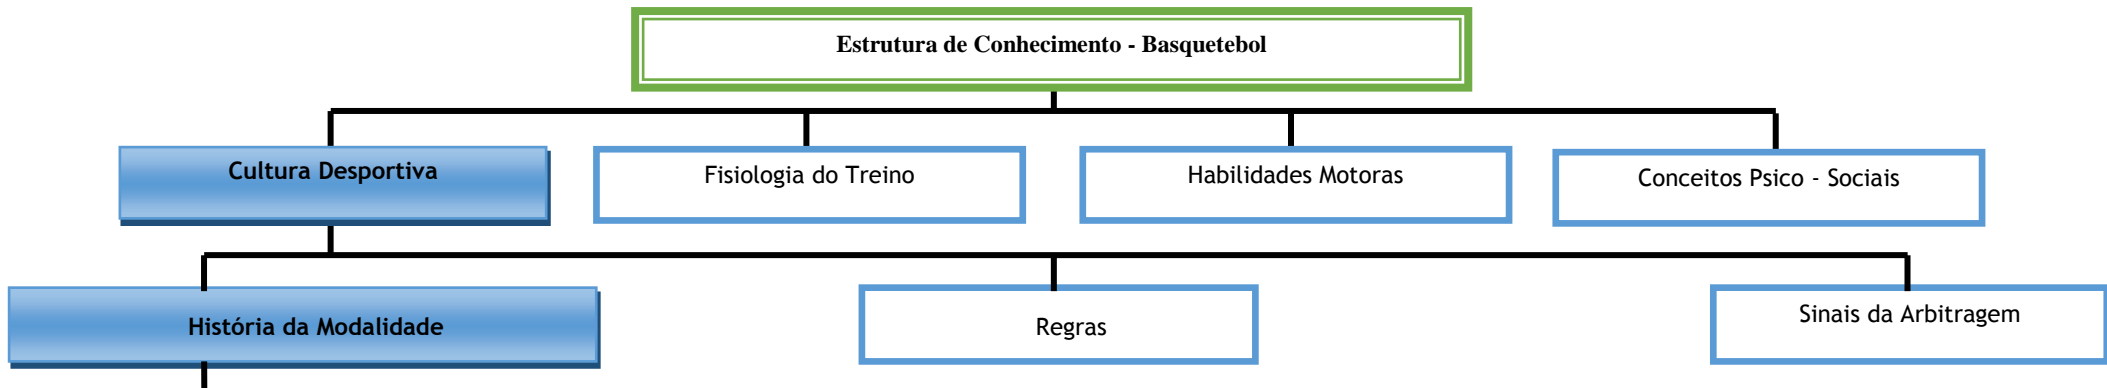 Estrutura de Conhecimento - Basquetebol
Cultura Desportiva
Fisiologia do Treino
Habilidades Motoras
Conceitos Psico - Sociais
História da Modalidade
Regras
Sinais da Arbitragem